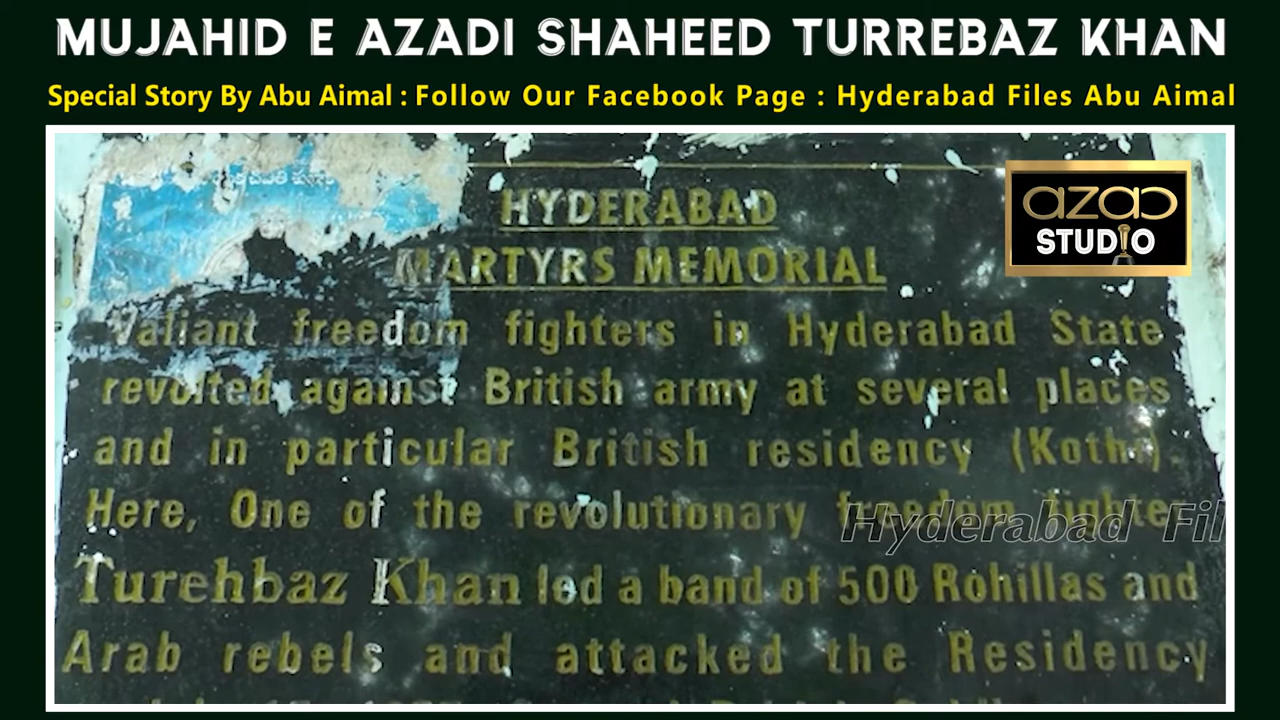 MUJAHID E AZADI SHAHEED TURREBAZ KHAN
Special Story By Abu Aimal : Follow Our Facebook Page : Hyderabad Files Abu Aimal
azad
STUDIO
HYDERABAD
MARTYRS MEMORIAL
Valiant freedom fighters in Hyderabad State
revolted against British army at several places
and in particular British residency (Kothi).
Here, One of the revolutionary freedom fighte
Hyderabad Fil
Turehbaz Khan led a band of 500 Rohillas and
Arab rebels and attacked the Residency